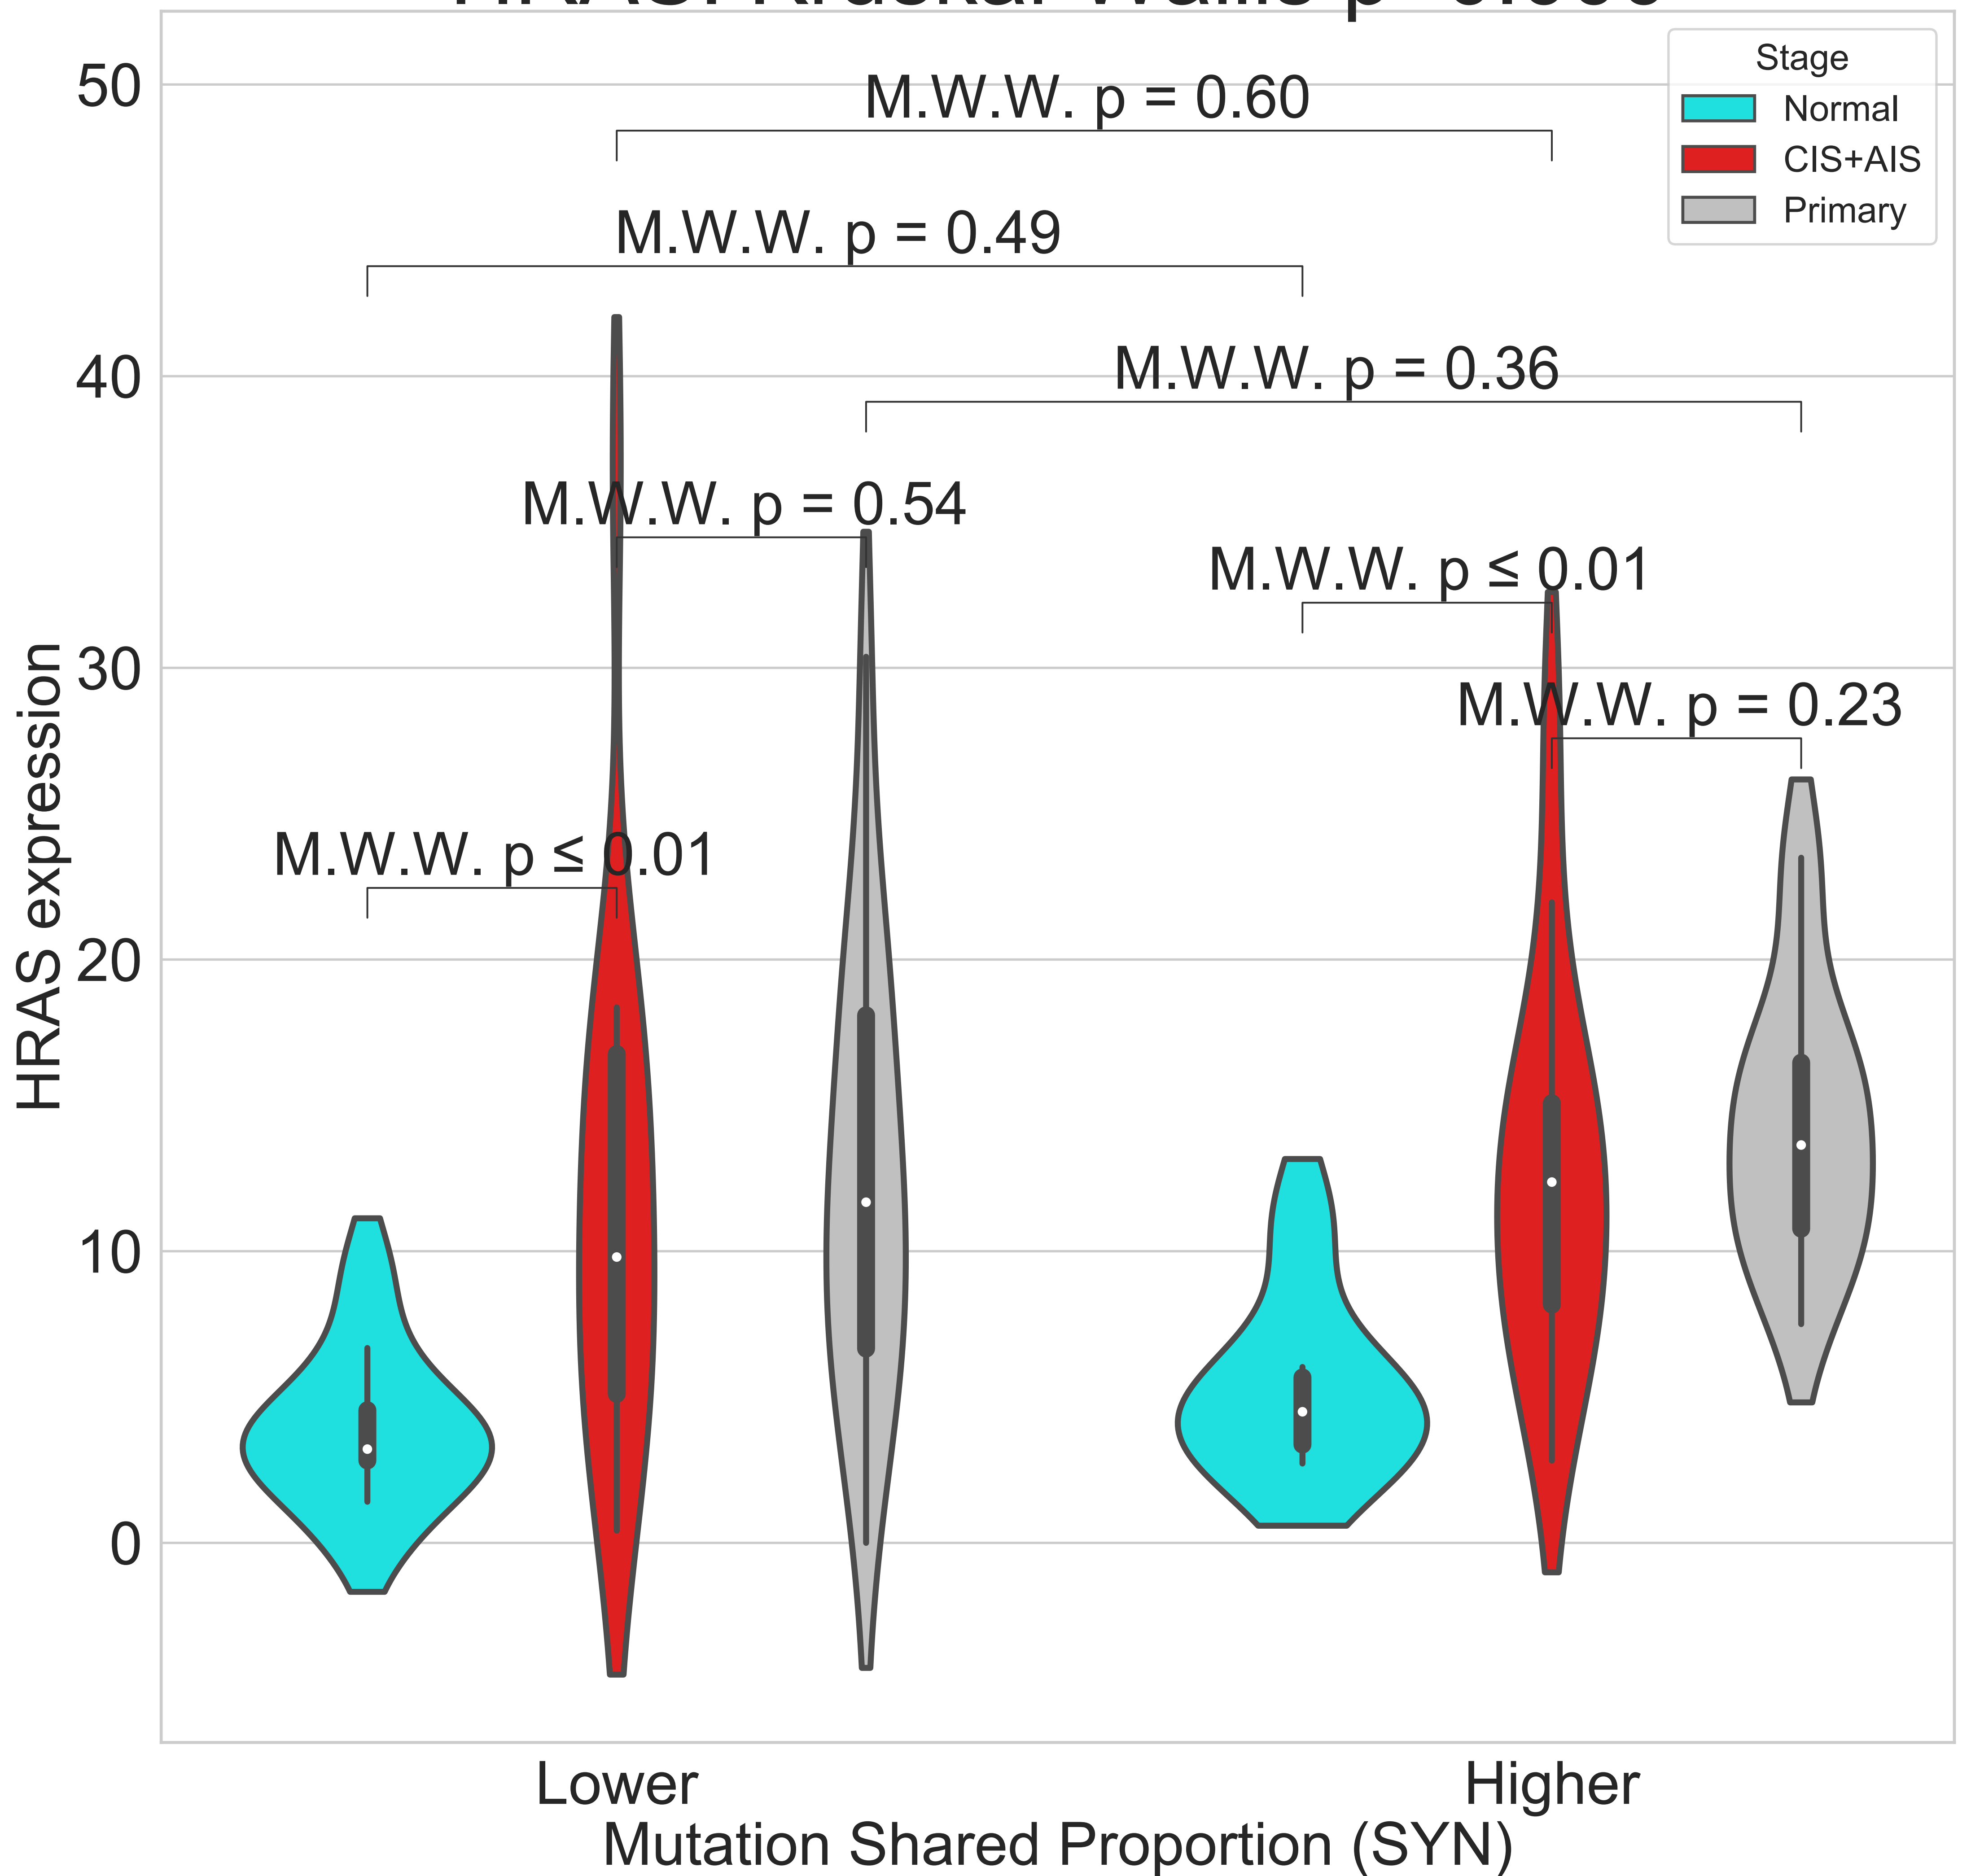 50
40
30
20
10
0
HRAS expression
M.W.W. p = 0.60
M.W.W. p = 0.49
M.W.W. p = 0.36
M.W.W. p = 0.54
M.W.W. p ≤ 0.01
M.W.W. p = 0.23
M.W.W. p ≤ 0.01
Stage
Normal
CIS+AIS
Primary
Lower
Higher
Mutation Shared Proportion (SYN)